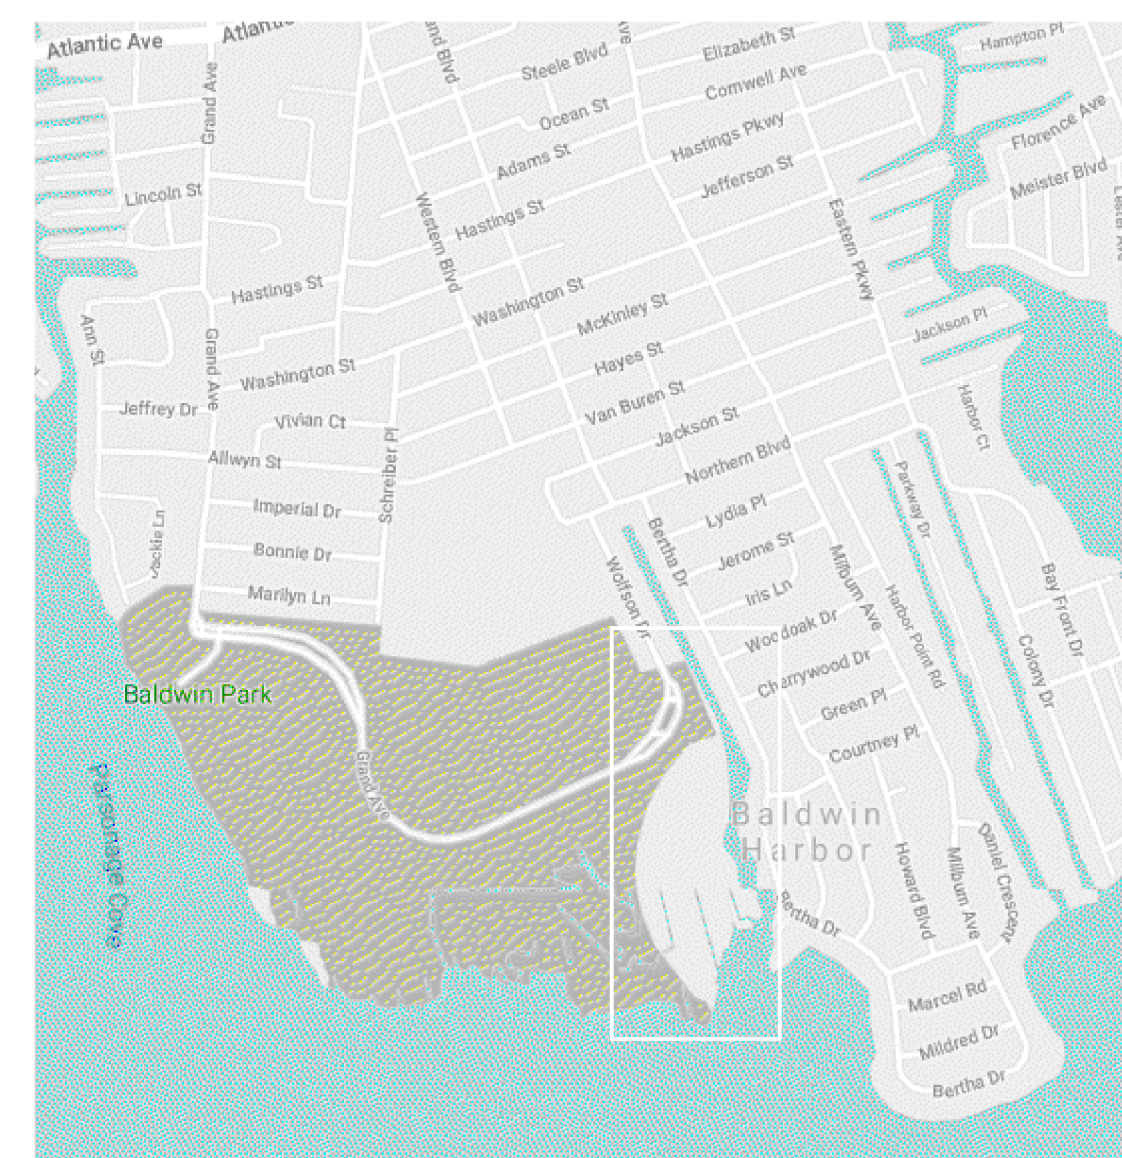 Atlantic Ave
Grand Ave
Steele Blvd
Elizabeth St
Hampton Pl
Cornwell Ave
Ocean St
Florence Ave
Hastings Pkwy
Adams St
Jefferson St
Meister Blvd
Lincoln St
Western Blvd
Hastings St
Eastern Pkwy
Hastings St
Washington St
McKinley St
Jackson Pl
Ann St
Grand Ave
Hayes St
Washington St
Van Buren St
Harbor Ct
Jeffrey Dr
Vivian Ct
Jackson St
Allwyn St
Schreiber Pl
Northern Blvd
Parkway Dr
Imperial Dr
Lydia Pl
Jackie Ln
Bonnie Dr
Bertha Dr
Jerome St
Wolfson Dr
Milburn Ave
Bay Front Dr
Marilyn Ln
Iris Ln
Harbor Point Rd
Woodoak Dr
Cherrywood Dr
Colony Dr
Baldwin Park
Green Pl
Courtney Pl
Grand Ave
Parsonage Cove
Baldwin
Harbor
Daniel Crescent
Howard Blvd
Milburn Ave
Bertha Dr
Marcel Rd
Mildred Dr
Bertha Dr